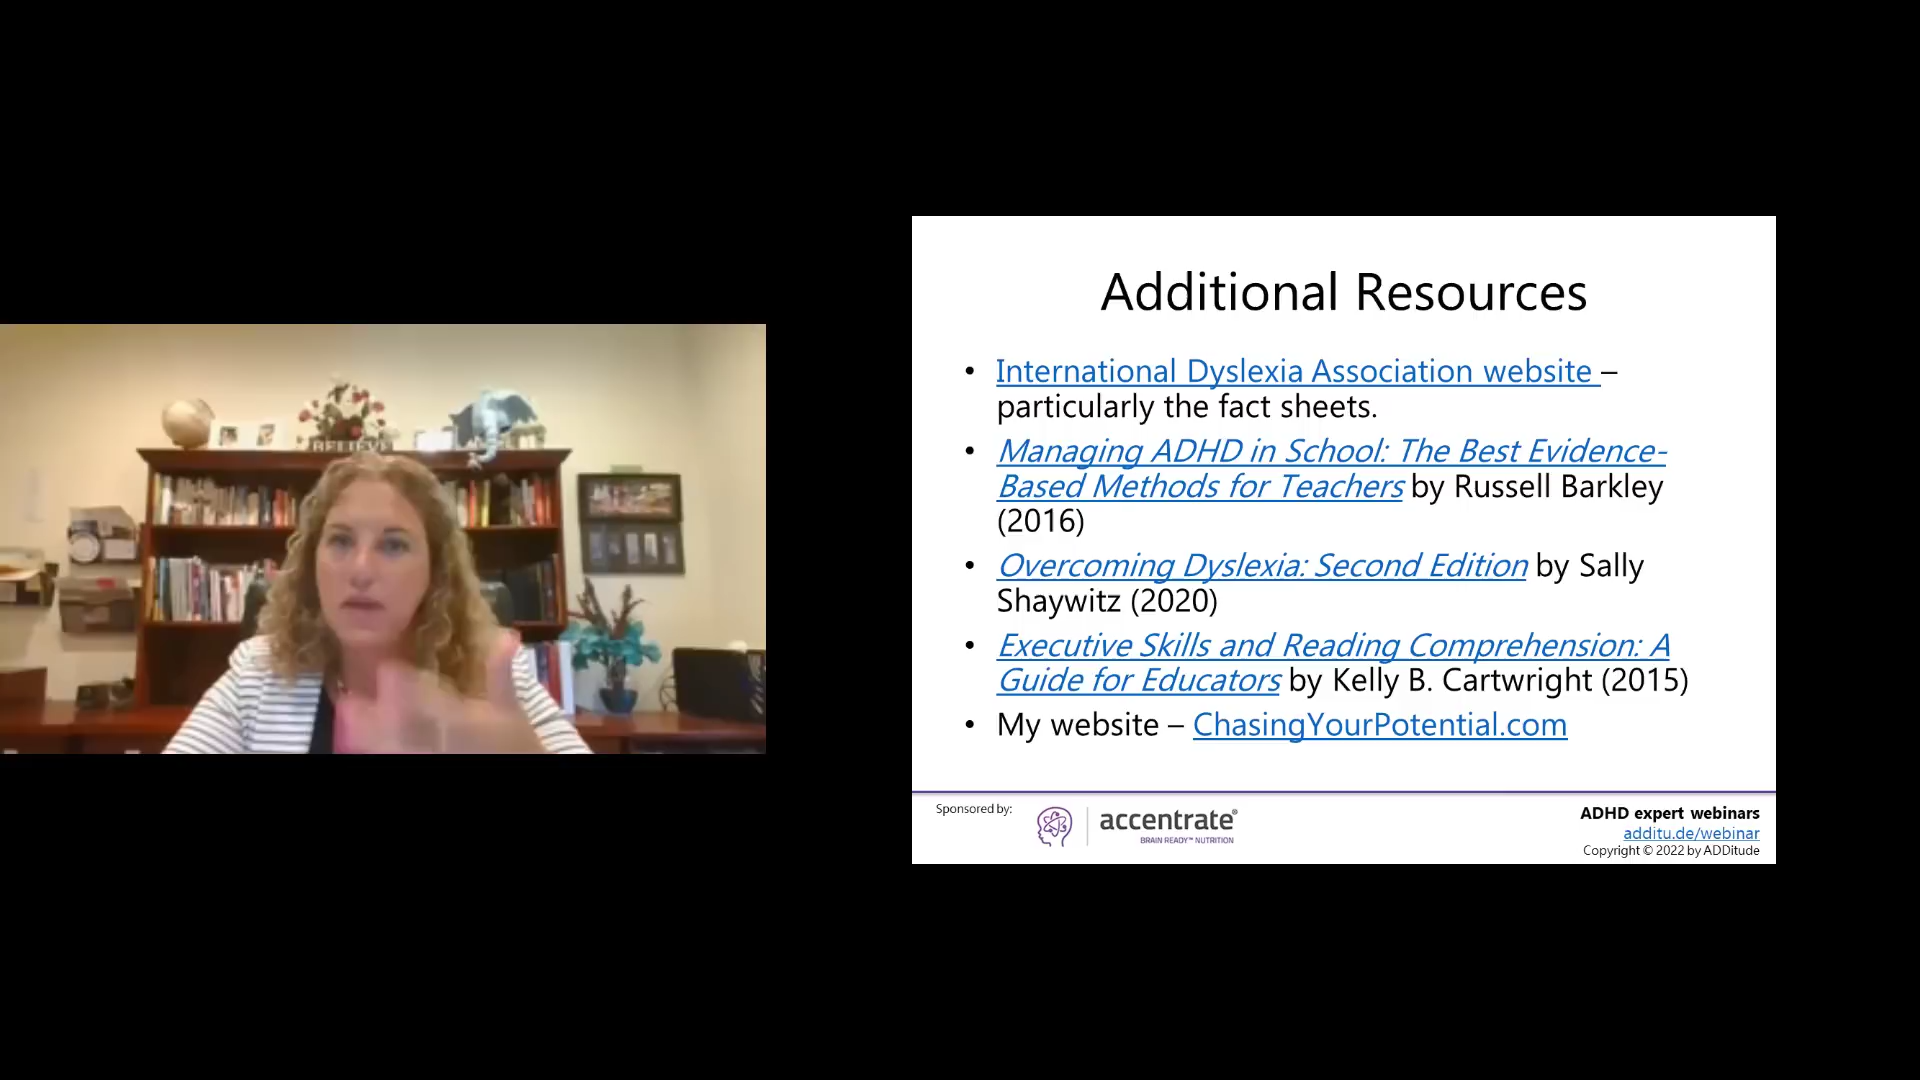 BELIEVE
Additional Resources
• International Dyslexia Association website –
particularly the fact sheets.
• Managing ADHD in School: The Best Evidence-
Based Methods for Teachers by Russell Barkley
(2016)
• Overcoming Dyslexia: Second Edition by Sally
Shaywitz (2020)
• Executive Skills and Reading Comprehension: A
Guide for Educators by Kelly B. Cartwright (2015)
• My website – ChasingYourPotential.com
Sponsored by:
accentrate®
BRAIN READY™ NUTRITION
ADHD expert webinars
additu.de/webinar
Copyright © 2022 by ADDitude